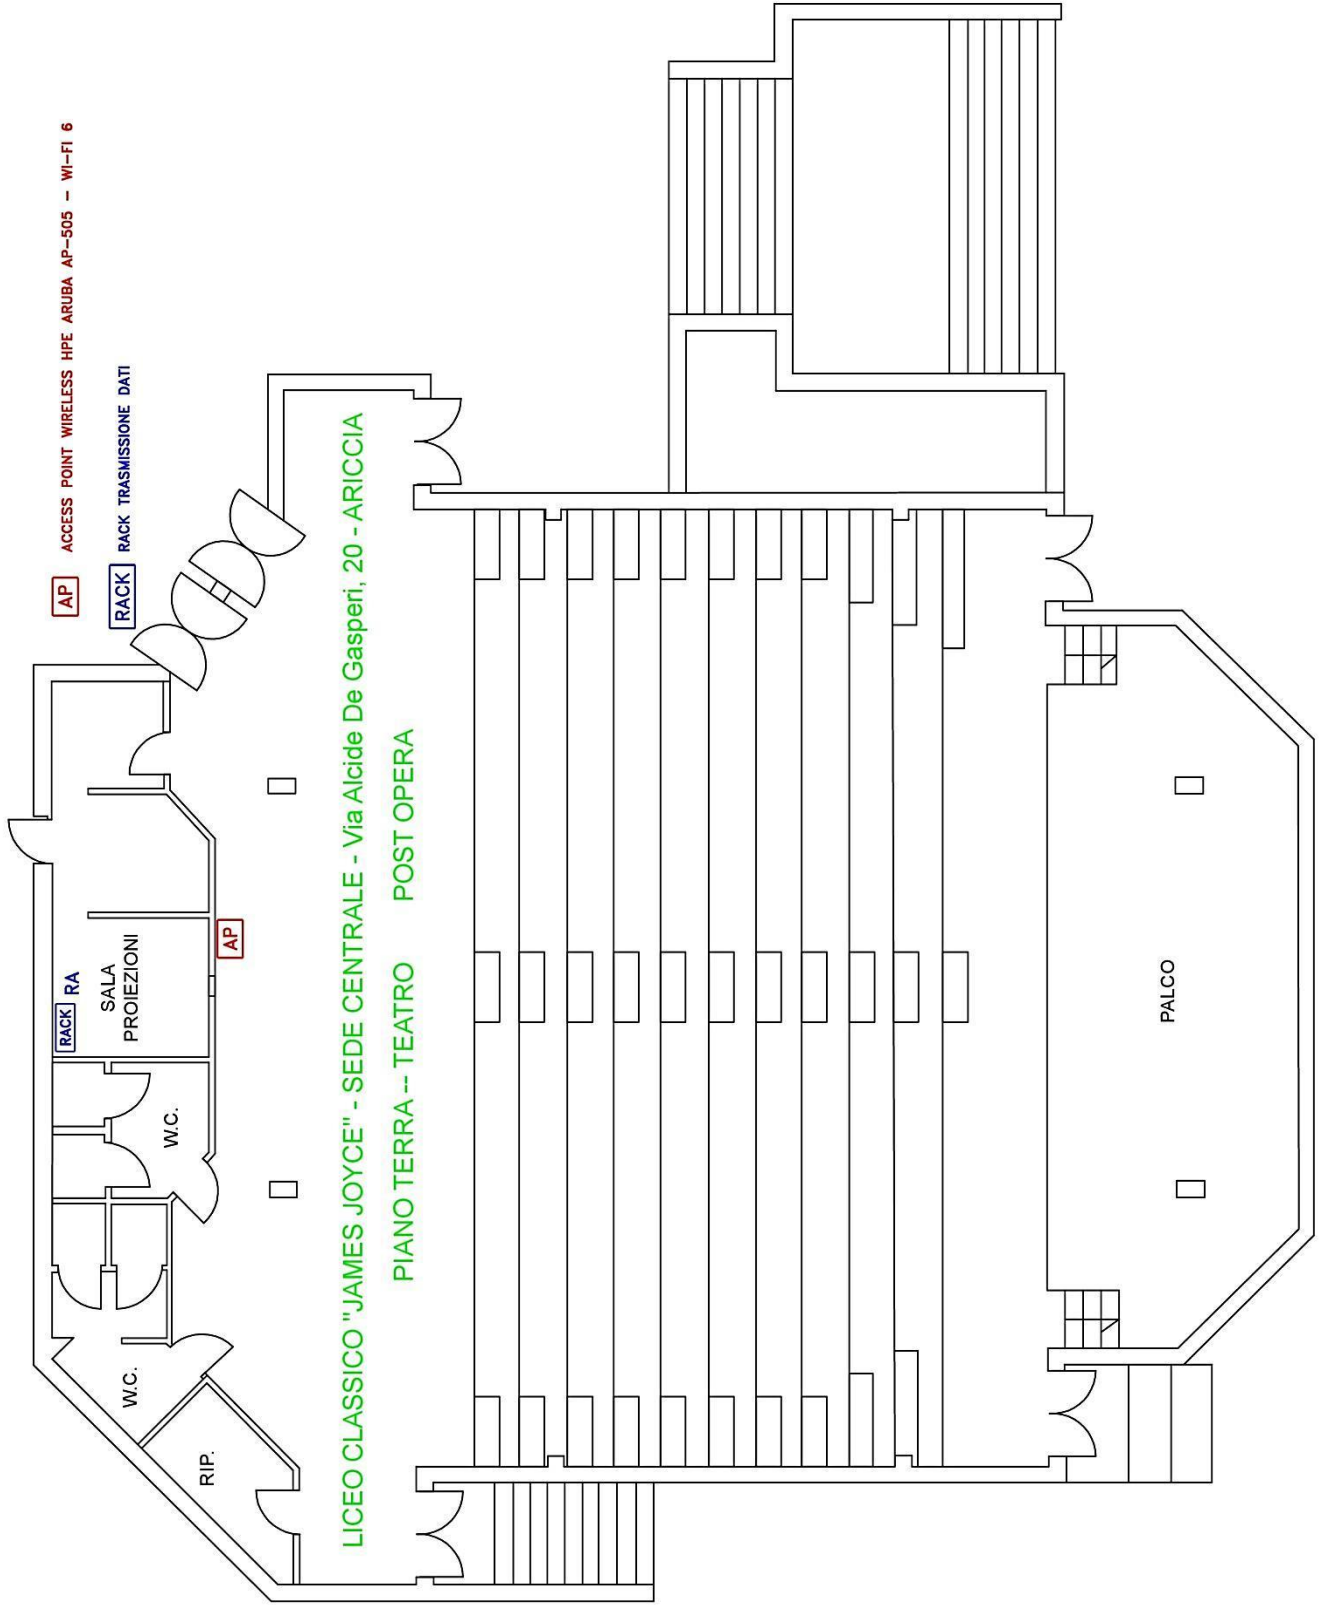 AP ACCESS POINT WIRELESS HPE ARUBA AP-505 - WI-FI 6
RACK RACK TRASMISSIONE DATI
RACK RA
SALA
PROIEZIONI
AP
W.C.
W.C.
RIP.
LICEO CLASSICO "JAMES JOYCE" - SEDE CENTRALE - Via Alcide De Gasperi, 20 - ARICCIA
PIANO TERRA -- TEATRO POST OPERA
PALCO